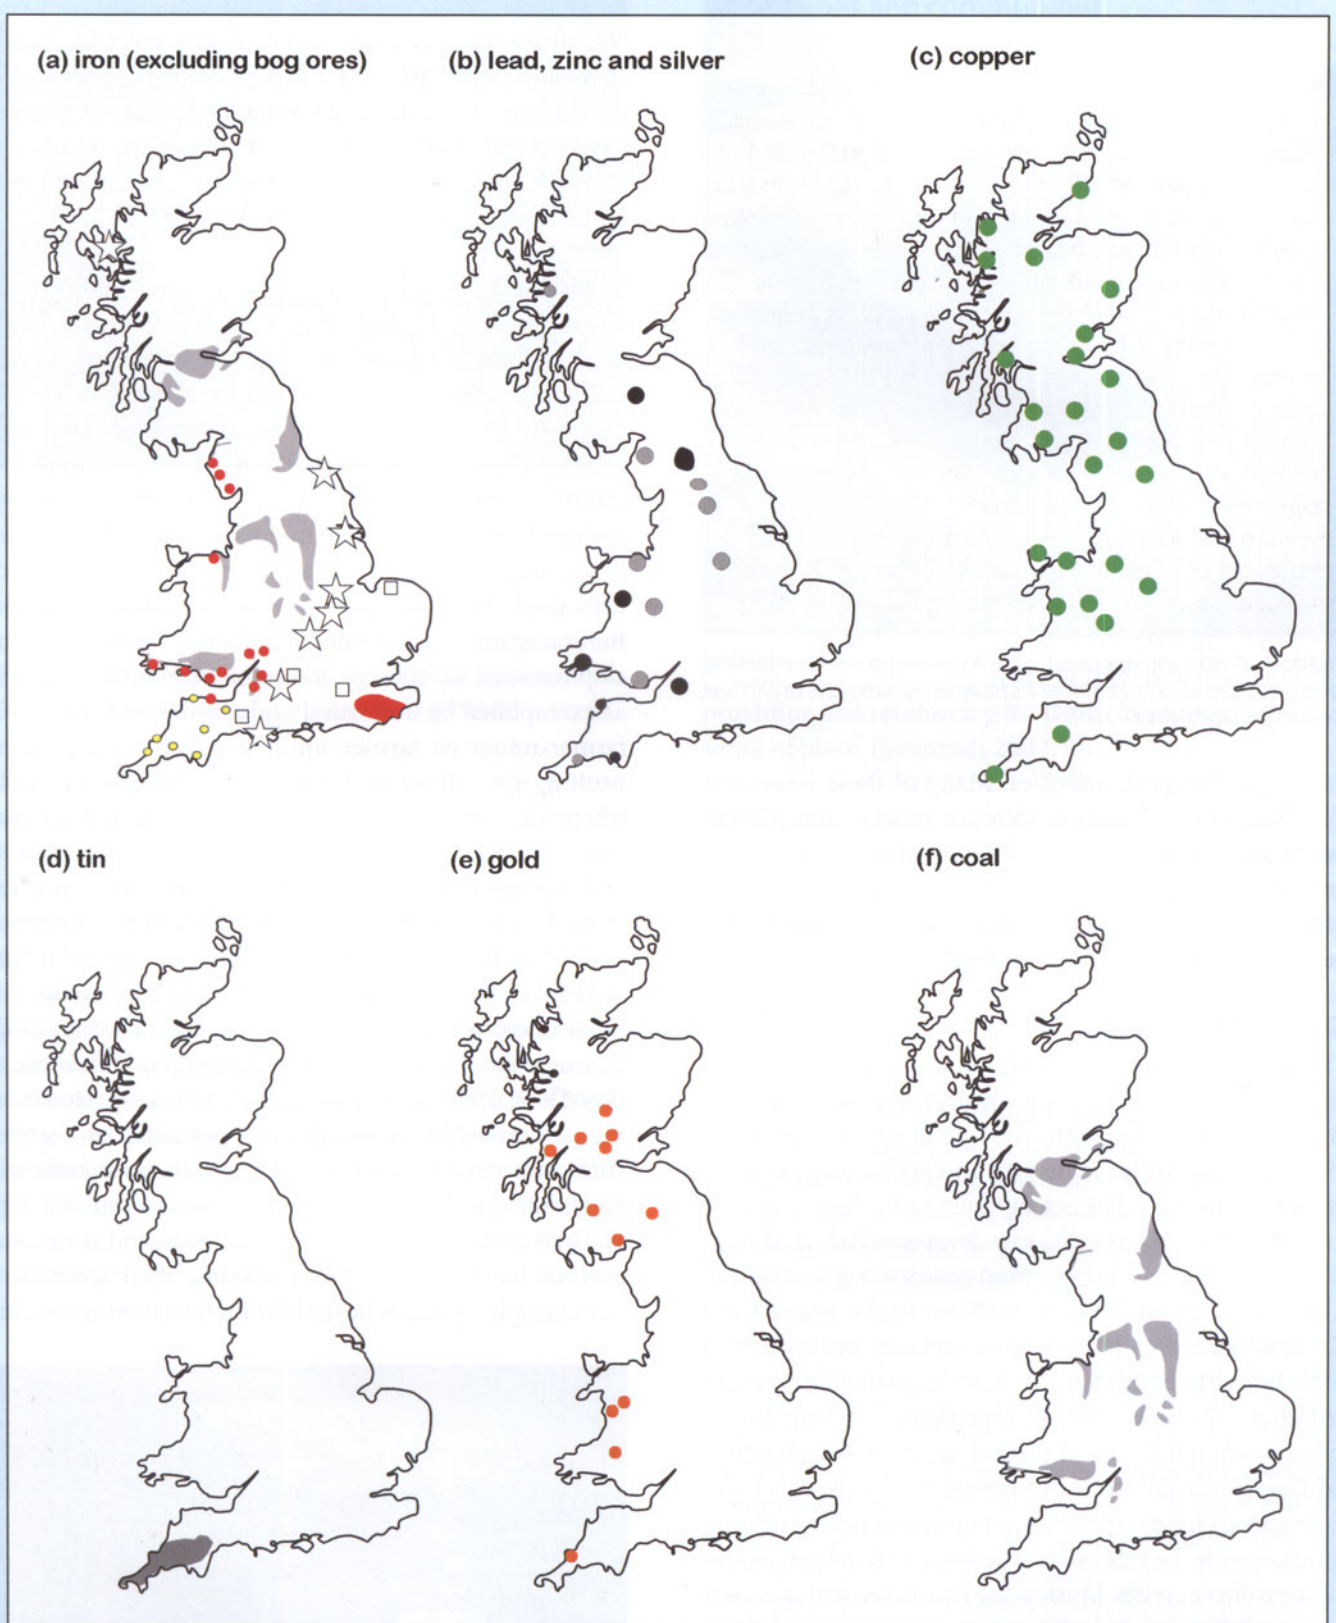 (a) iron (excluding bog ores)
(b) lead, zinc and silver
(c) copper
(d) tin
(e) gold
(f) coal